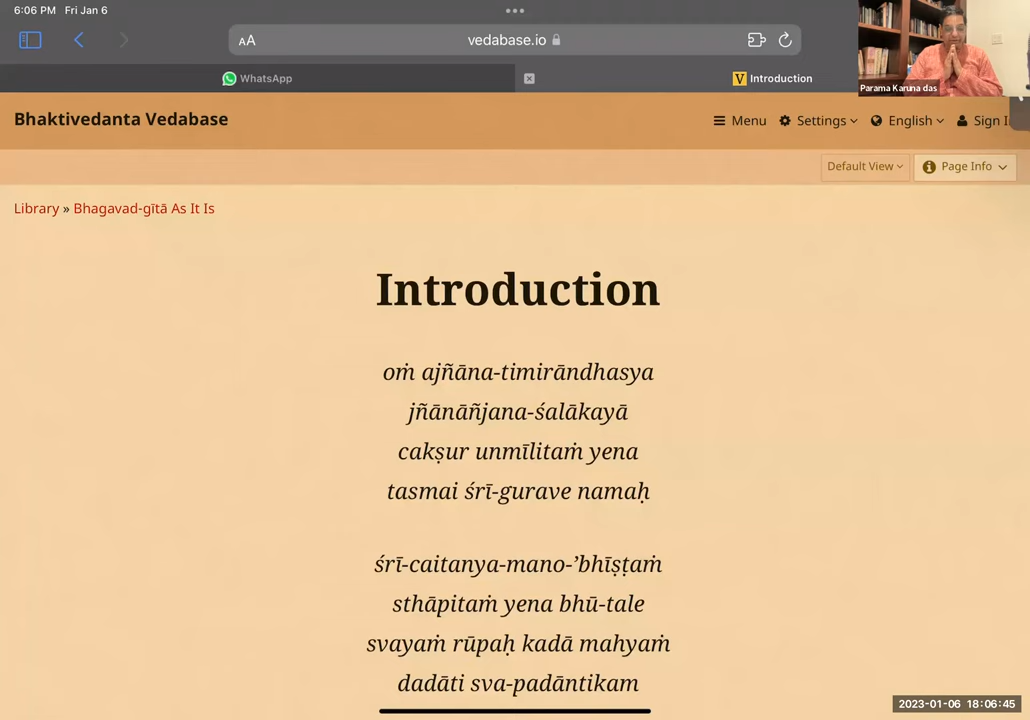 6:06 PM Fri Jan 6
AA
vedabase.io
WhatsApp
V Introduction
Parama Karuna das
Bhaktivedanta Vedabase
Menu
Settings
English
Sign I
Default View
Page Info
Library » Bhagavad-gītā As It Is
Introduction
oṁ ajñāna-timirāndhasya
jñānāñjana-śalākayā
cakṣur unmīlitaṁ yena
tasmai śrī-gurave namaḥ
śrī-caitanya-mano-’bhīṣṭaṁ
sthāpitaṁ yena bhū-tale
svayaṁ rūpaḥ kadā mahyaṁ
dadāti sva-padāntikam
2023-01-06 18:06:45